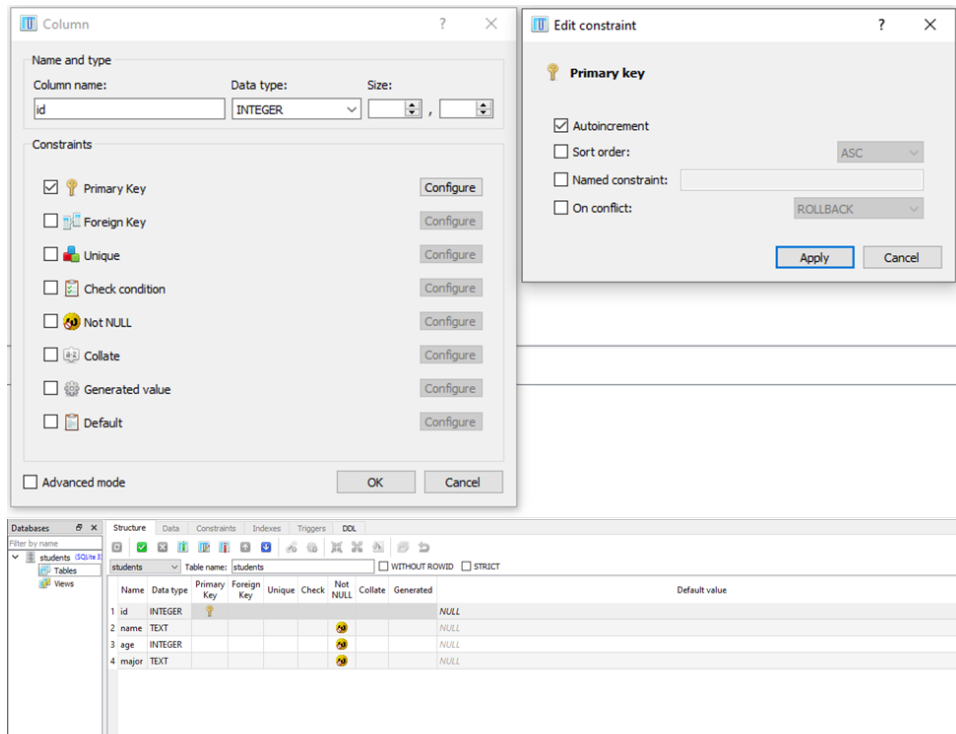 Column
Name and type
Column name: Data type: Size:
id INTEGER ,
Constraints
Primary Key Configure
Foreign Key Configure
Unique Configure
Check condition Configure
Not NULL Configure
Collate Configure
Generated value Configure
Default Configure
Advanced mode OK Cancel
Edit constraint
Primary key
Autoincrement
Sort order: ASC
Named constraint:
On conflict: ROLLBACK
Apply Cancel
Databases
Filter by name
students (SQLite 3)
Tables
Views
Structure Data Constraints Indexes Triggers DDL
students Table name: students WITHOUT ROWID STRICT
Name Data type Primary Key Foreign Key Unique Check Not NULL Collate Generated Default value
1 id INTEGER NULL
2 name TEXT NULL
3 age INTEGER NULL
4 major TEXT NULL